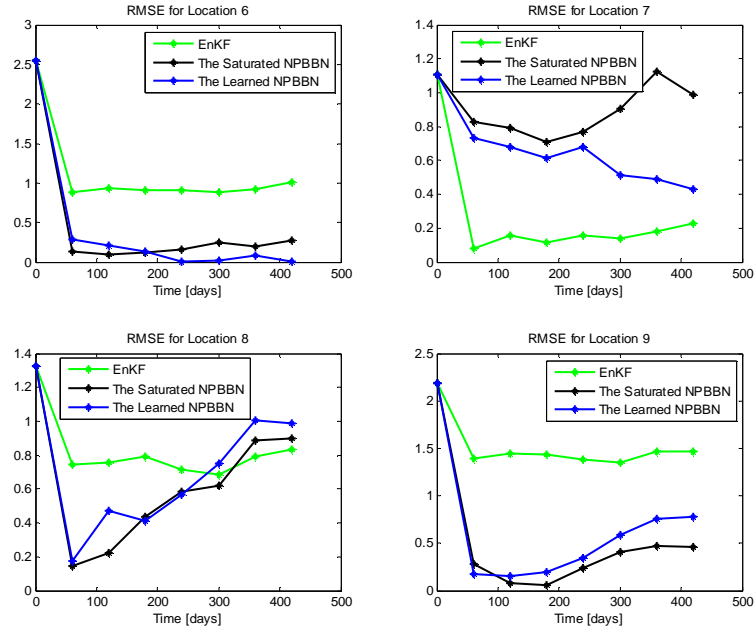 RMSE for Location 6
3
2.5
2
1.5
1
0.5
0
0 100 200 300 400 500
Time [days]
EnKF
The Saturated NPBBN
The Learned NPBBN
RMSE for Location 7
1.4
1.2
1
0.8
0.6
0.4
0.2
0
0 100 200 300 400 500
Time [days]
EnKF
The Saturated NPBBN
The Learned NPBBN
RMSE for Location 8
1.4
1.2
1
0.8
0.6
0.4
0.2
0
0 100 200 300 400 500
Time [days]
EnKF
The Saturated NPBBN
The Learned NPBBN
RMSE for Location 9
2.5
2
1.5
1
0.5
0
0 100 200 300 400 500
Time [days]
EnKF
The Saturated NPBBN
The Learned NPBBN